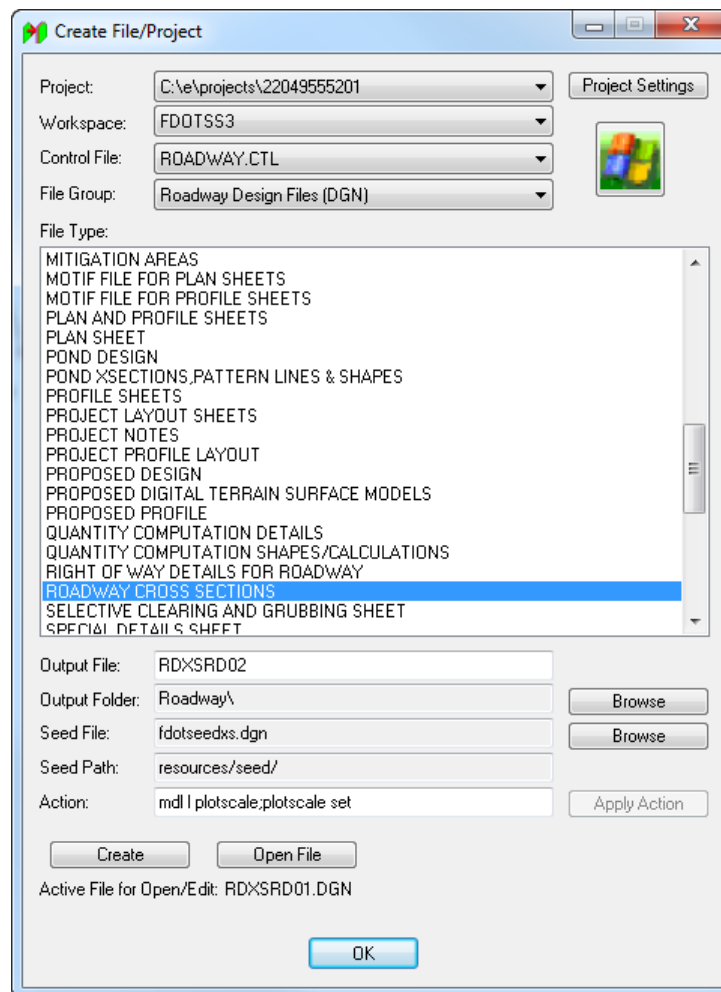 Create File/Project
Project: C:\e\projects\22049555201 Project Settings
Workspace: FDOTSS3
Control File: ROADWAY.CTL
File Group: Roadway Design Files (DGN)
File Type:
MITIGATION AREAS
MOTIF FILE FOR PLAN SHEETS
MOTIF FILE FOR PROFILE SHEETS
PLAN AND PROFILE SHEETS
PLAN SHEET
POND DESIGN
POND XSECTIONS,PATTERN LINES & SHAPES
PROFILE SHEETS
PROJECT LAYOUT SHEETS
PROJECT NOTES
PROJECT PROFILE LAYOUT
PROPOSED DESIGN
PROPOSED DIGITAL TERRAIN SURFACE MODELS
PROPOSED PROFILE
QUANTITY COMPUTATION DETAILS
QUANTITY COMPUTATION SHAPES/CALCULATIONS
RIGHT OF WAY DETAILS FOR ROADWAY
ROADWAY CROSS SECTIONS
SELECTIVE CLEARING AND GRUBBING SHEET
SPECIAL DETAILS SHEET
Output File: RDXSRD02
Output Folder: Roadway\ Browse
Seed File: fdotseedxs.dgn Browse
Seed Path: resources/seed/
Action: mdl l plotscale;plotscale set Apply Action
Create Open File
Active File for Open/Edit: RDXSRD01.DGN
OK